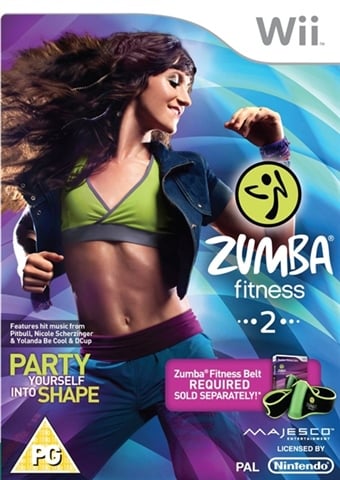 Wii™
ZUMBA®
fitness
2
Features hit music from
Pitbull, Nicole Scherzinger
& Yolanda Be Cool & DCup
PARTY
YOURSELF
INTO SHAPE
Zumba® Fitness Belt
REQUIRED
SOLD SEPARATELY!*
PG
MAJESCO
ENTERTAINMENT
LICENSED BY
PAL
Nintendo®